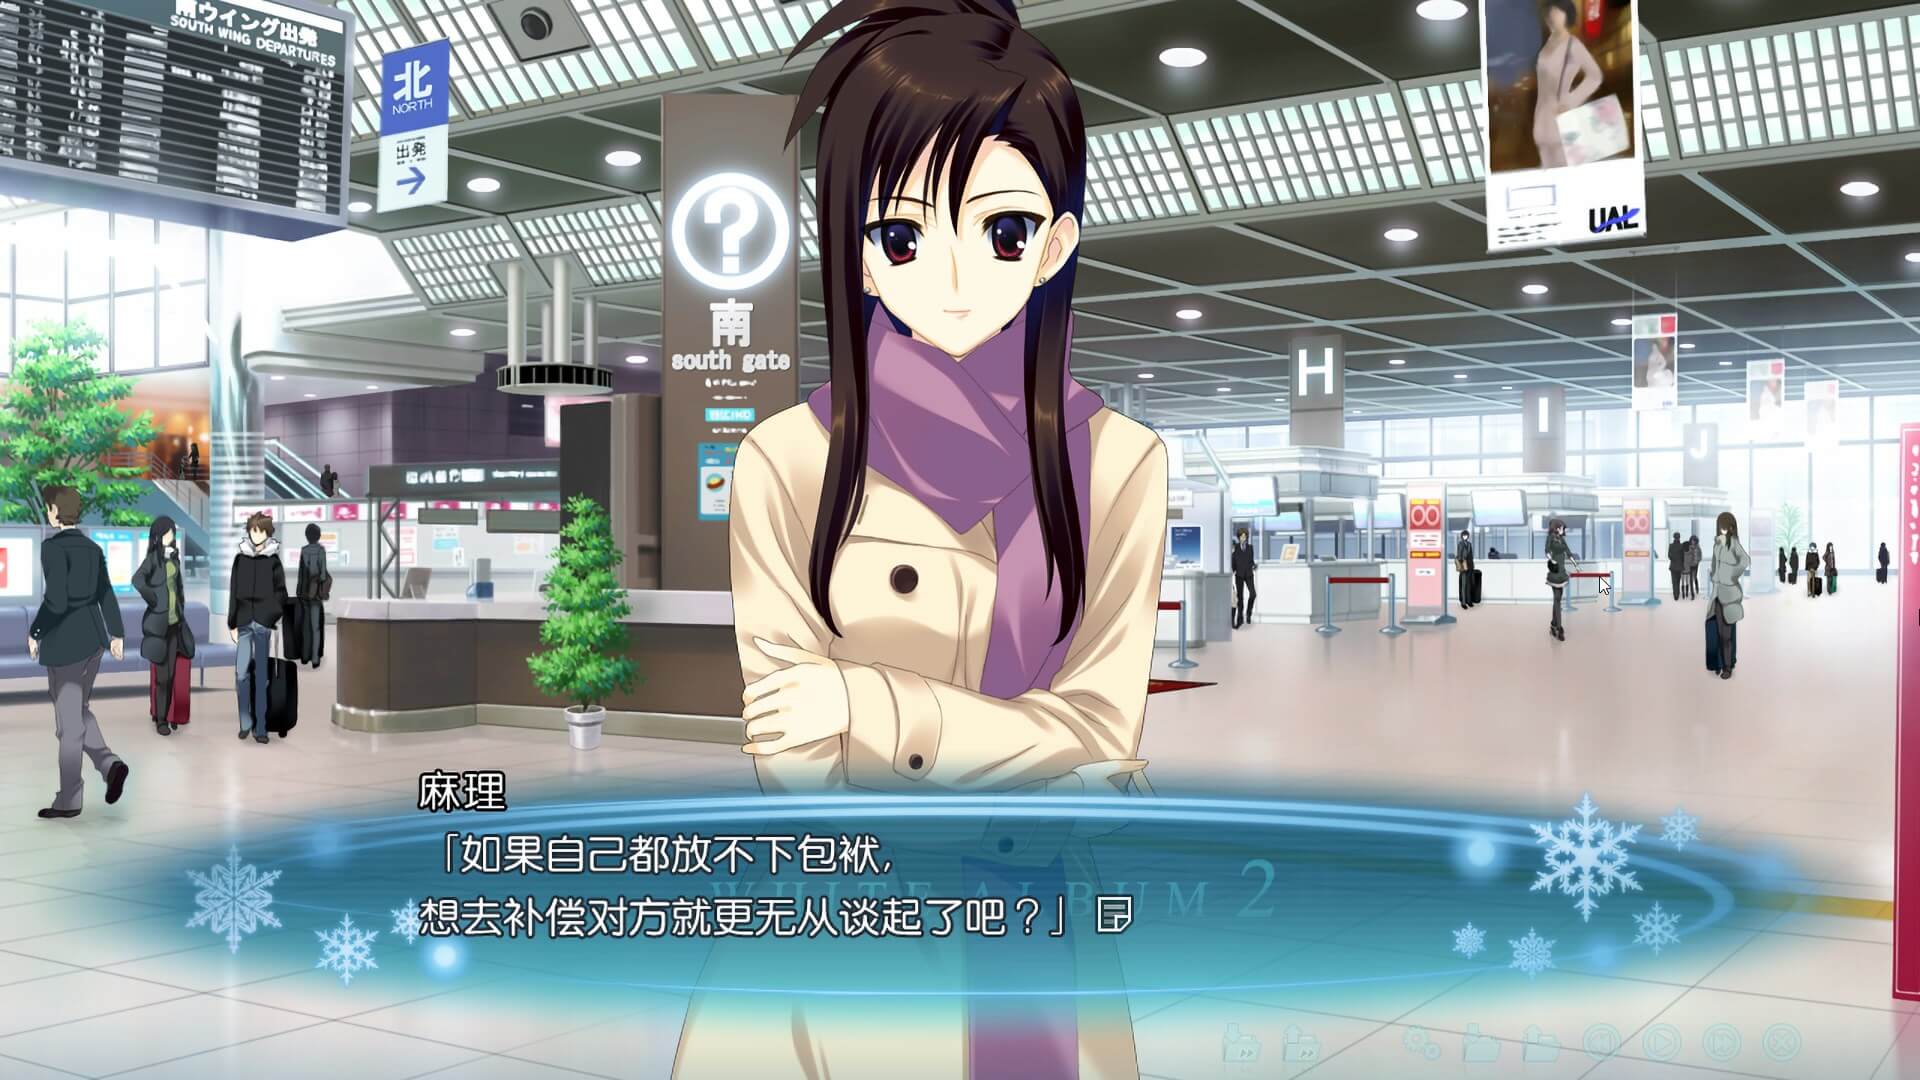 南ウイング出発
SOUTH WING DEPARTURES
北
NORTH
出発
南
south gate
UAL
H
I
J
麻理
「如果自己都放不下包袱,
想去补偿对方就更无从谈起了吧？」
WHITE ALBUM 2